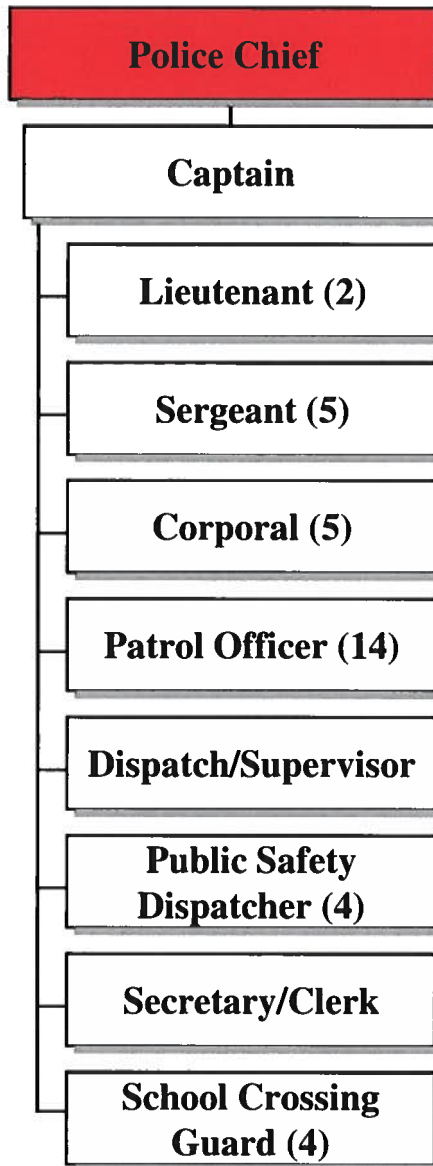 Police Chief
Captain
Lieutenant (2)
Sergeant (5)
Corporal (5)
Patrol Officer (14)
Dispatch/Supervisor
Public Safety
Dispatcher (4)
Secretary/Clerk
School Crossing
Guard (4)